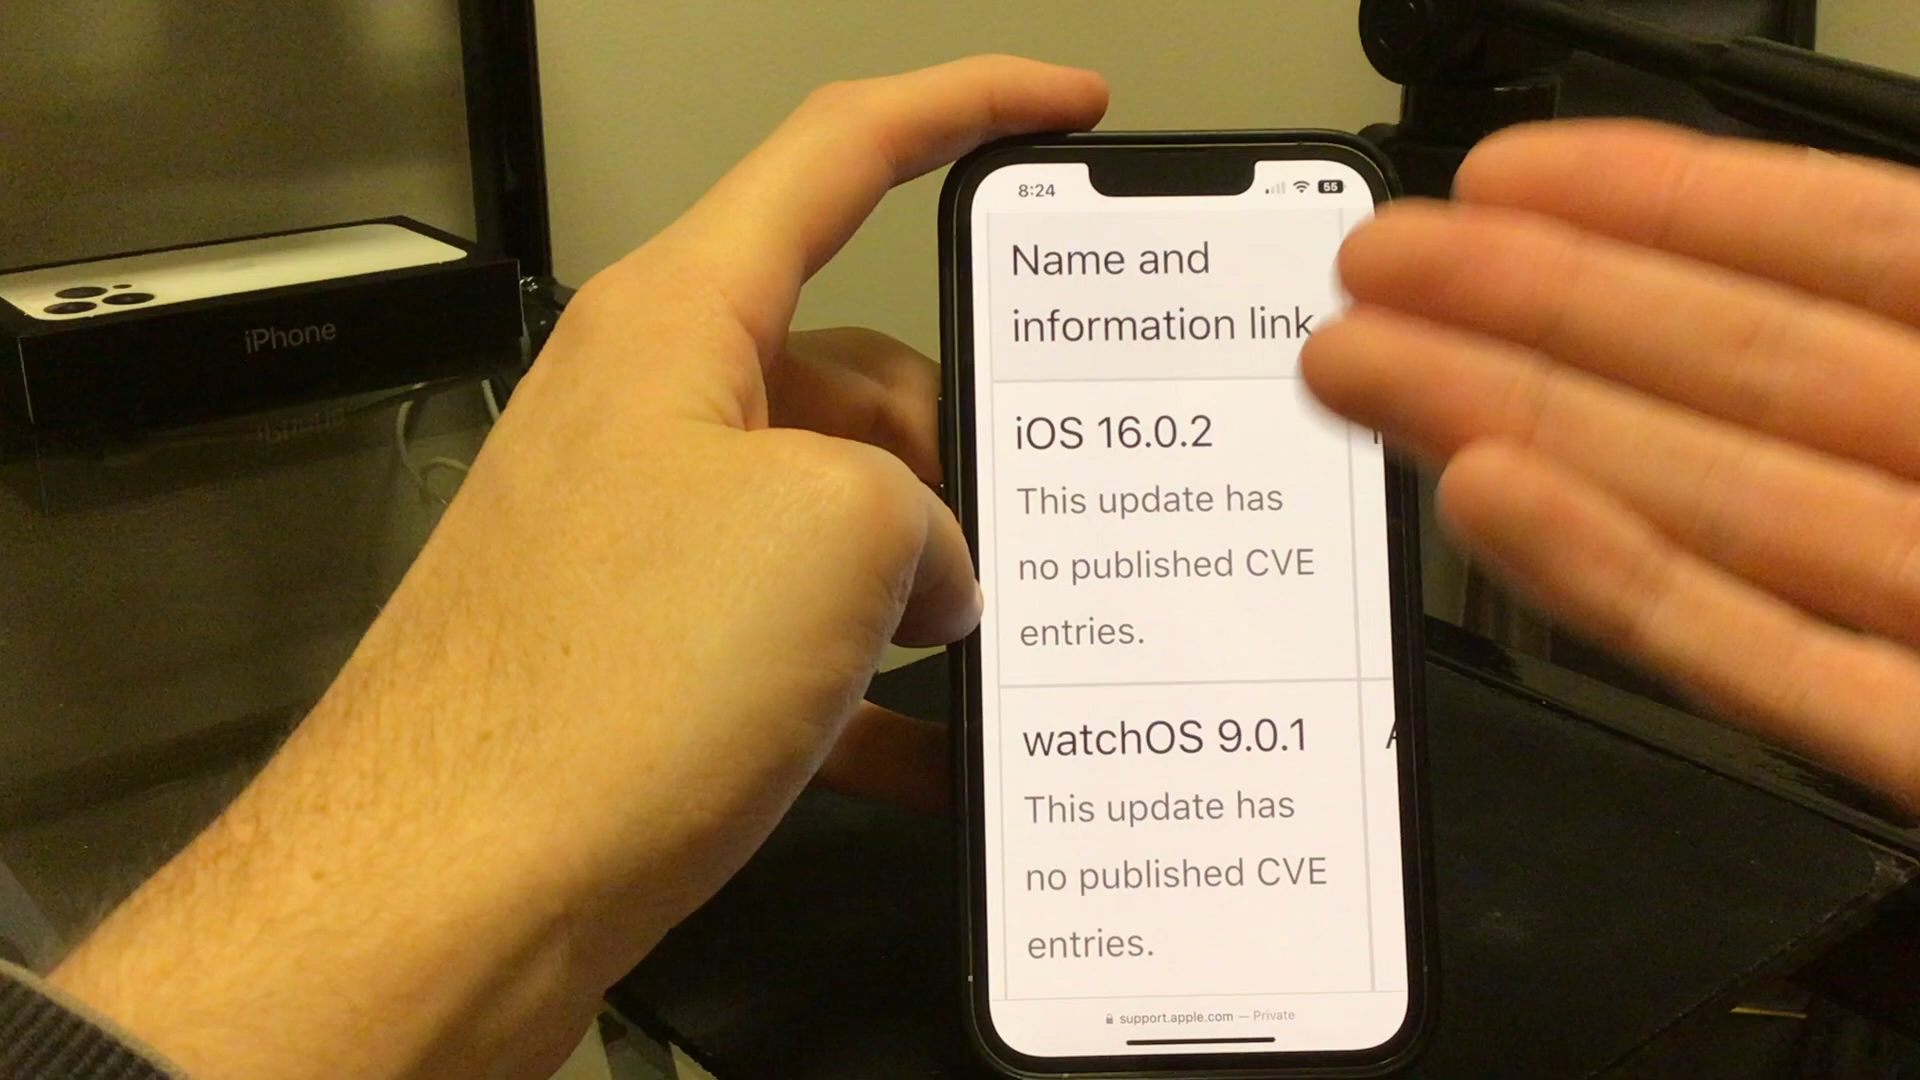 iPhone
8:24
55
Name and
information link
iOS 16.0.2
This update has
no published CVE
entries.
watchOS 9.0.1
This update has
no published CVE
entries.
support.apple.com — Private